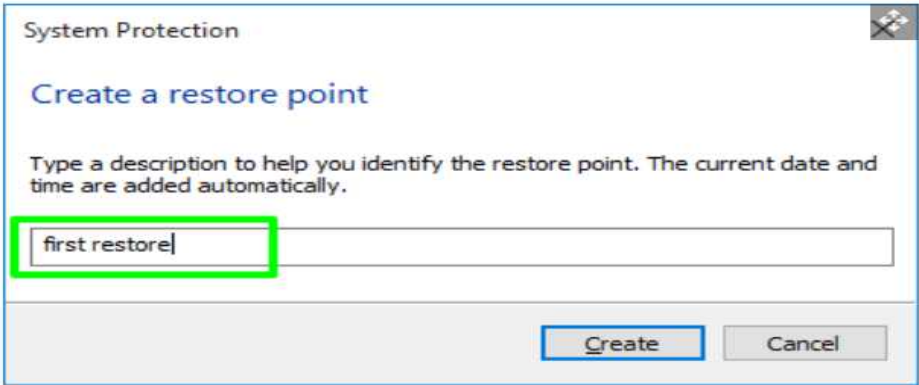 System Protection
Create a restore point
Type a description to help you identify the restore point. The current date and
time are added automatically.
first restore
Create
Cancel